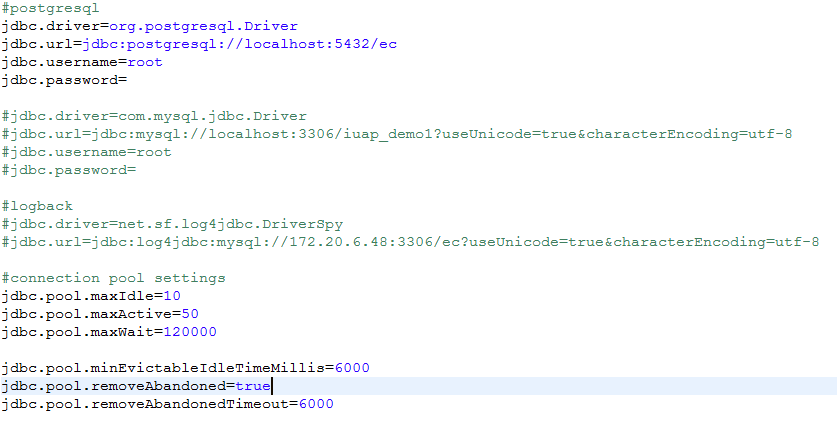 #postgresql
jdbc.driver=org.postgresql.Driver
jdbc.url=jdbc:postgresql://localhost:5432/ec
jdbc.username=root
jdbc.password=
#jdbc.driver=com.mysql.jdbc.Driver
#jdbc.url=jdbc:mysql://localhost:3306/iuap_demo1?useUnicode=true&characterEncoding=utf-8
#jdbc.username=root
#jdbc.password=
#logback
#jdbc.driver=net.sf.log4jdbc.DriverSpy
#jdbc.url=jdbc:log4jdbc:mysql://172.20.6.48:3306/ec?useUnicode=true&characterEncoding=utf-8
#connection pool settings
jdbc.pool.maxIdle=10
jdbc.pool.maxActive=50
jdbc.pool.maxWait=120000
jdbc.pool.minEvictableIdleTimeMillis=6000
jdbc.pool.removeAbandoned=true
jdbc.pool.removeAbandonedTimeout=6000